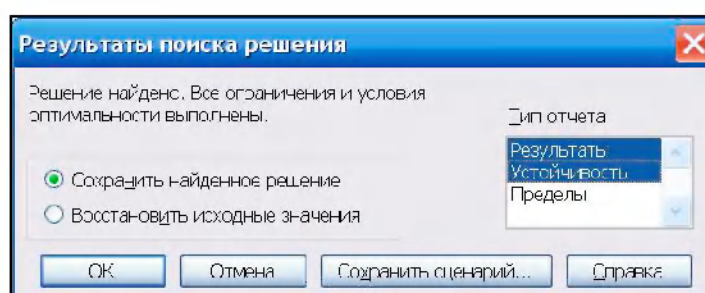 Результаты поиска решения
Решение найдено. Все ограничения и условия
оптимальности выполнены.
Тип отчета
Результаты
Устойчивость
Пределы
Сохранить найденное решение
Восстановить исходные значения
ОК
Отмена
Сохранить сценарий...
Справка